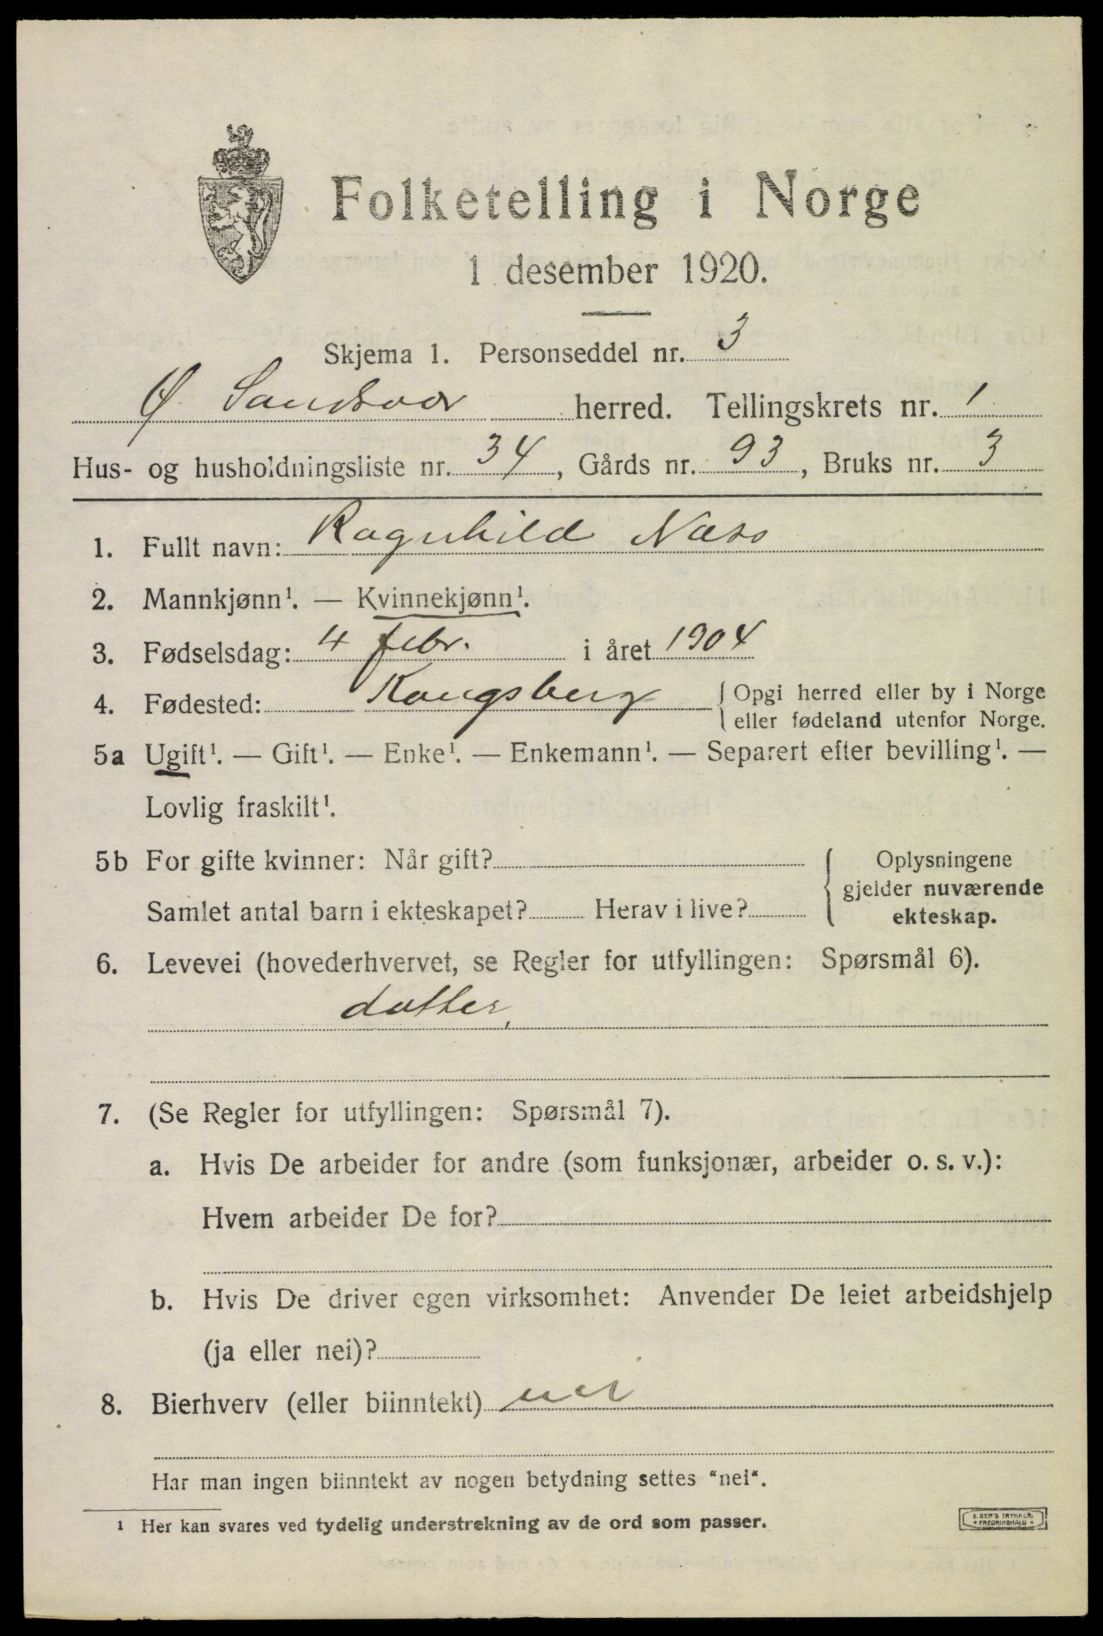 Folketelling i Norge
1 desember 1920.
Skjema 1. Personseddel nr. 3
Ø Sandsvær herred. Tellingskrets nr. 1
Hus- og husholdningsliste nr. 34, Gårds nr. 93, Bruks nr. 3
1. Fullt navn: Ragnhild Næss
2. Mannkjønn¹. — Kvinnekjønn¹.
3. Fødselsdag: 4 febr. i året 1904
4. Fødested: Kongsberg { Opgi herred eller by i Norge
eller fødeland utenfor Norge.
5a Ugift¹. — Gift¹. — Enke¹. — Enkemann¹. — Separert efter bevilling¹. —
Lovlig fraskilt¹.
5b For gifte kvinner: Når gift?
Samlet antal barn i ekteskapet? Herav i live?
{ Oplysningene
gjelder nuværende
ekteskap.
6. Levevei (hovederhvervet, se Regler for utfyllingen: Spørsmål 6).
datter,
7. (Se Regler for utfyllingen: Spørsmål 7).
a. Hvis De arbeider for andre (som funksjonær, arbeider o. s. v.):
Hvem arbeider De for?
b. Hvis De driver egen virksomhet: Anvender De leiet arbeidshjelp
(ja eller nei)?
8. Bierhverv (eller biinntekt) nei
Har man ingen biinntekt av nogen betydning settes "nei".
¹ Her kan svares ved tydelig understrekning av de ord som passer.
TRYKKERI
FREDRIKSHALD